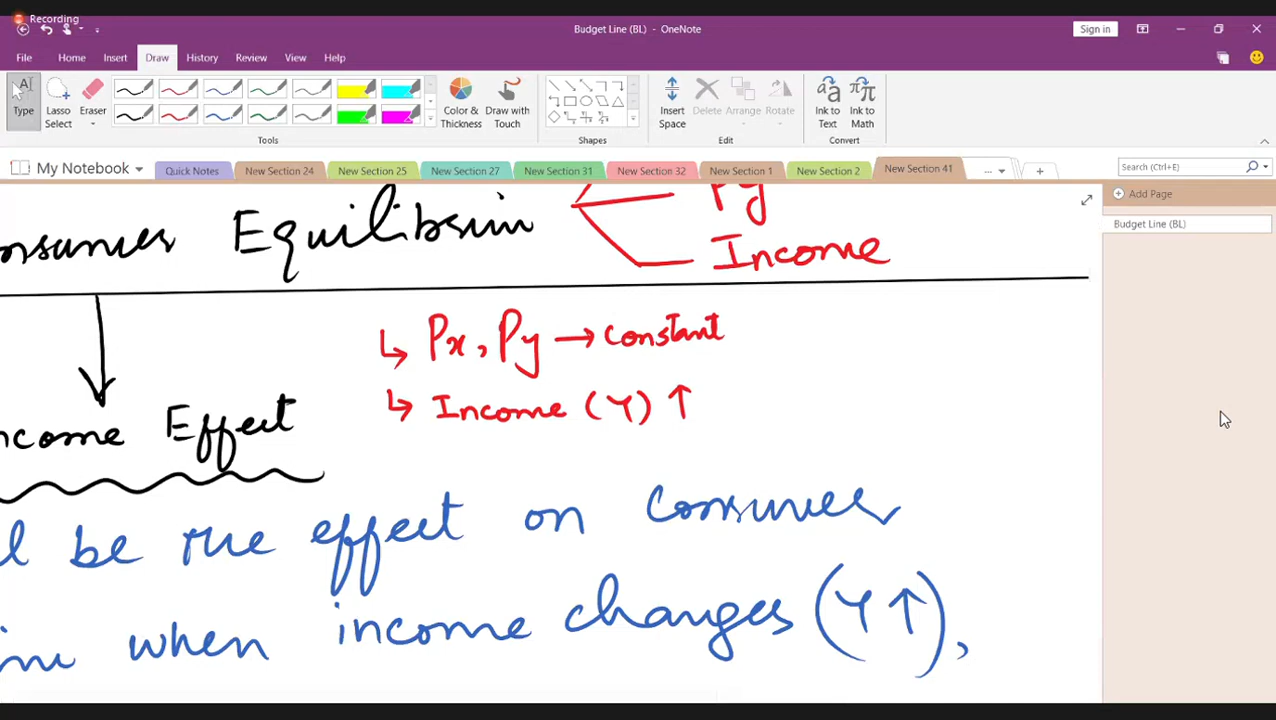 Recording
Budget Line (BL) - OneNote
Sign in
File Home Insert Draw History Review View Help
Type
Lasso Select
Eraser
Color & Thickness
Draw with Touch
Insert Space
Delete
Arrange
Rotate
Ink to Text
Ink to Math
Tools
Shapes
Edit
Convert
My Notebook
Quick Notes
New Section 24
New Section 25
New Section 27
New Section 31
New Section 32
New Section 1
New Section 2
New Section 41
...
Search (Ctrl+E)
Add Page
Budget Line (BL)
Py
onsumer Equilibrium
Income
↳ Px, Py → Constant
↳ Income (Y) ↑
ncome Effect
l be the effect on Consumer
when income changes (Y↑),